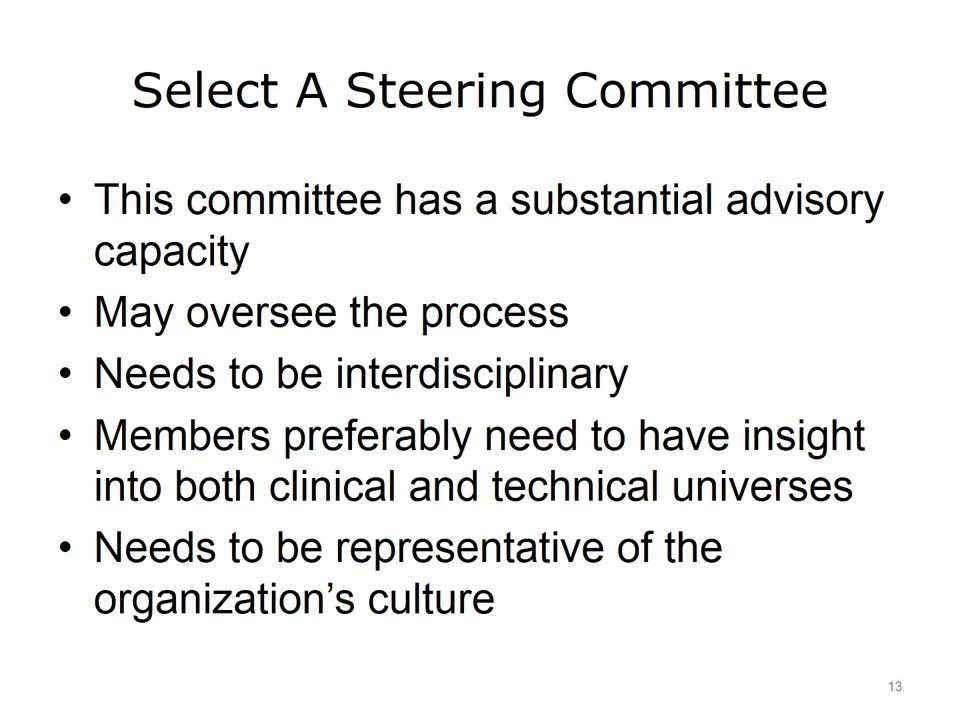 Select A Steering Committee
• This committee has a substantial advisory
capacity
• May oversee the process
• Needs to be interdisciplinary
• Members preferably need to have insight
into both clinical and technical universes
• Needs to be representative of the
organization’s culture
13